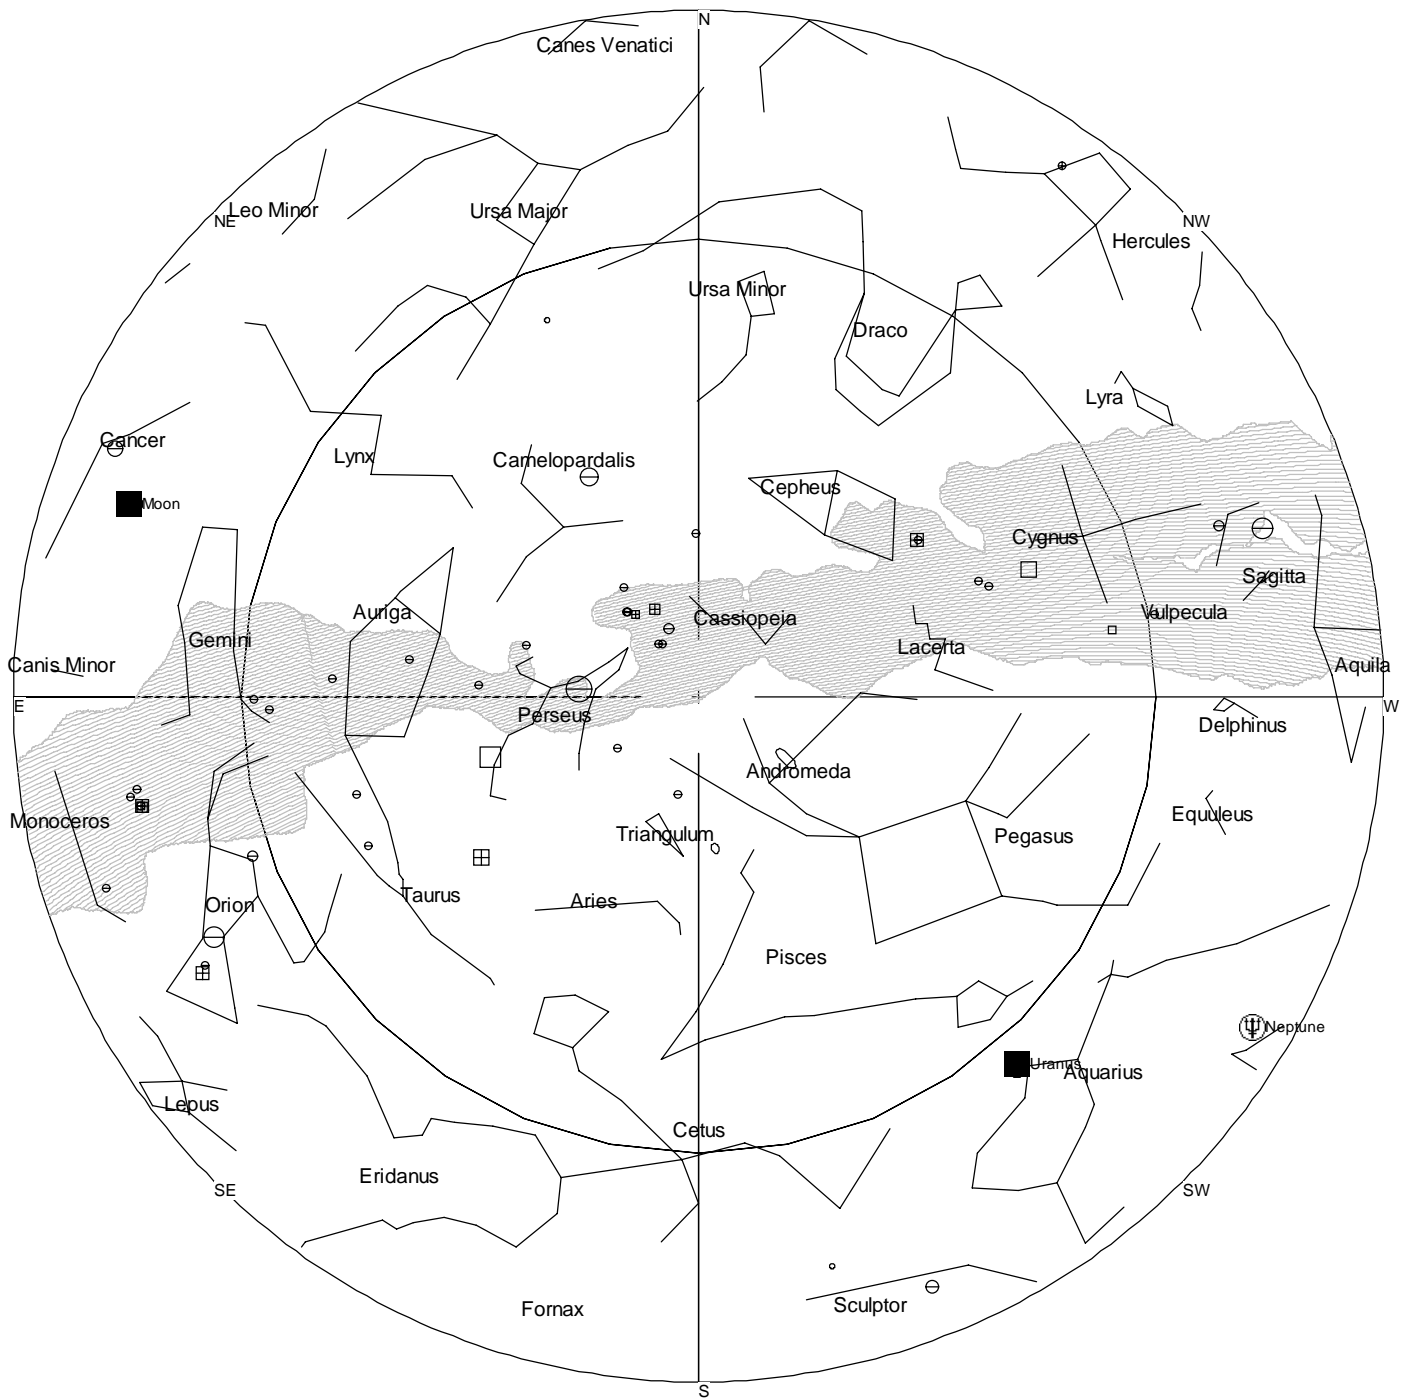 N
Canes Venatici
Leo Minor
NE
Ursa Major
NW
Hercules
Ursa Minor
Draco
Lyra
Cancer
Lynx
Camelopardalis
Cepheus
Moon
Cygnus
Sagitta
Auriga
Cassiopeia
Vulpecula
Gemini
Lacerta
Canis Minor
Aquila
E
W
Perseus
Delphinus
Andromeda
Monoceros
Equuleus
Triangulum
Pegasus
Taurus
Aries
Orion
Pisces
Neptune
Uranus
Aquarius
Lepus
Cetus
Eridanus
SE
SW
Fornax
Sculptor
S